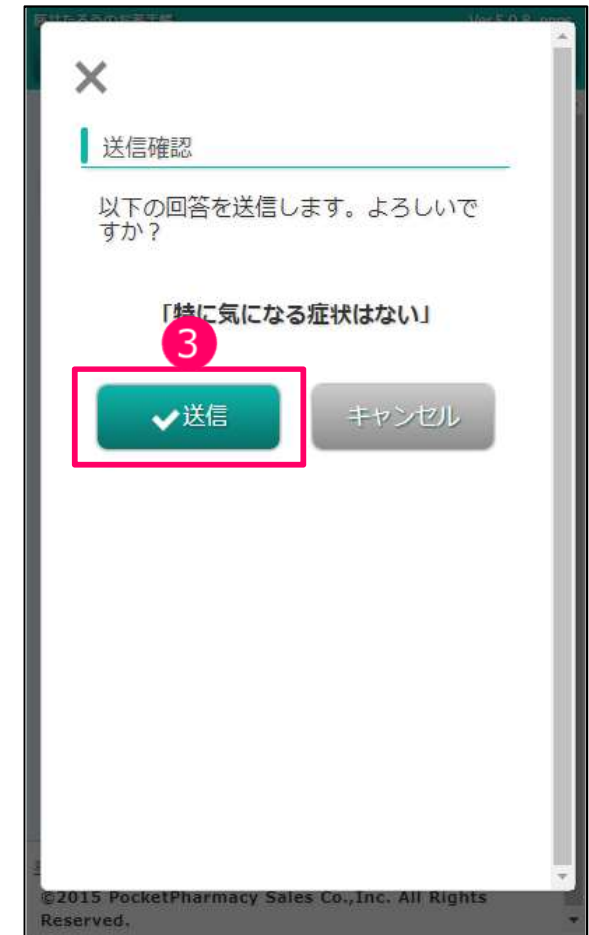 ×
送信確認
以下の回答を送信します。よろしいで
すか？
「特に気になる症状はない」
3
✔送信
キャンセル
©2015 PocketPharmacy Sales Co.,Inc. All Rights
Reserved.